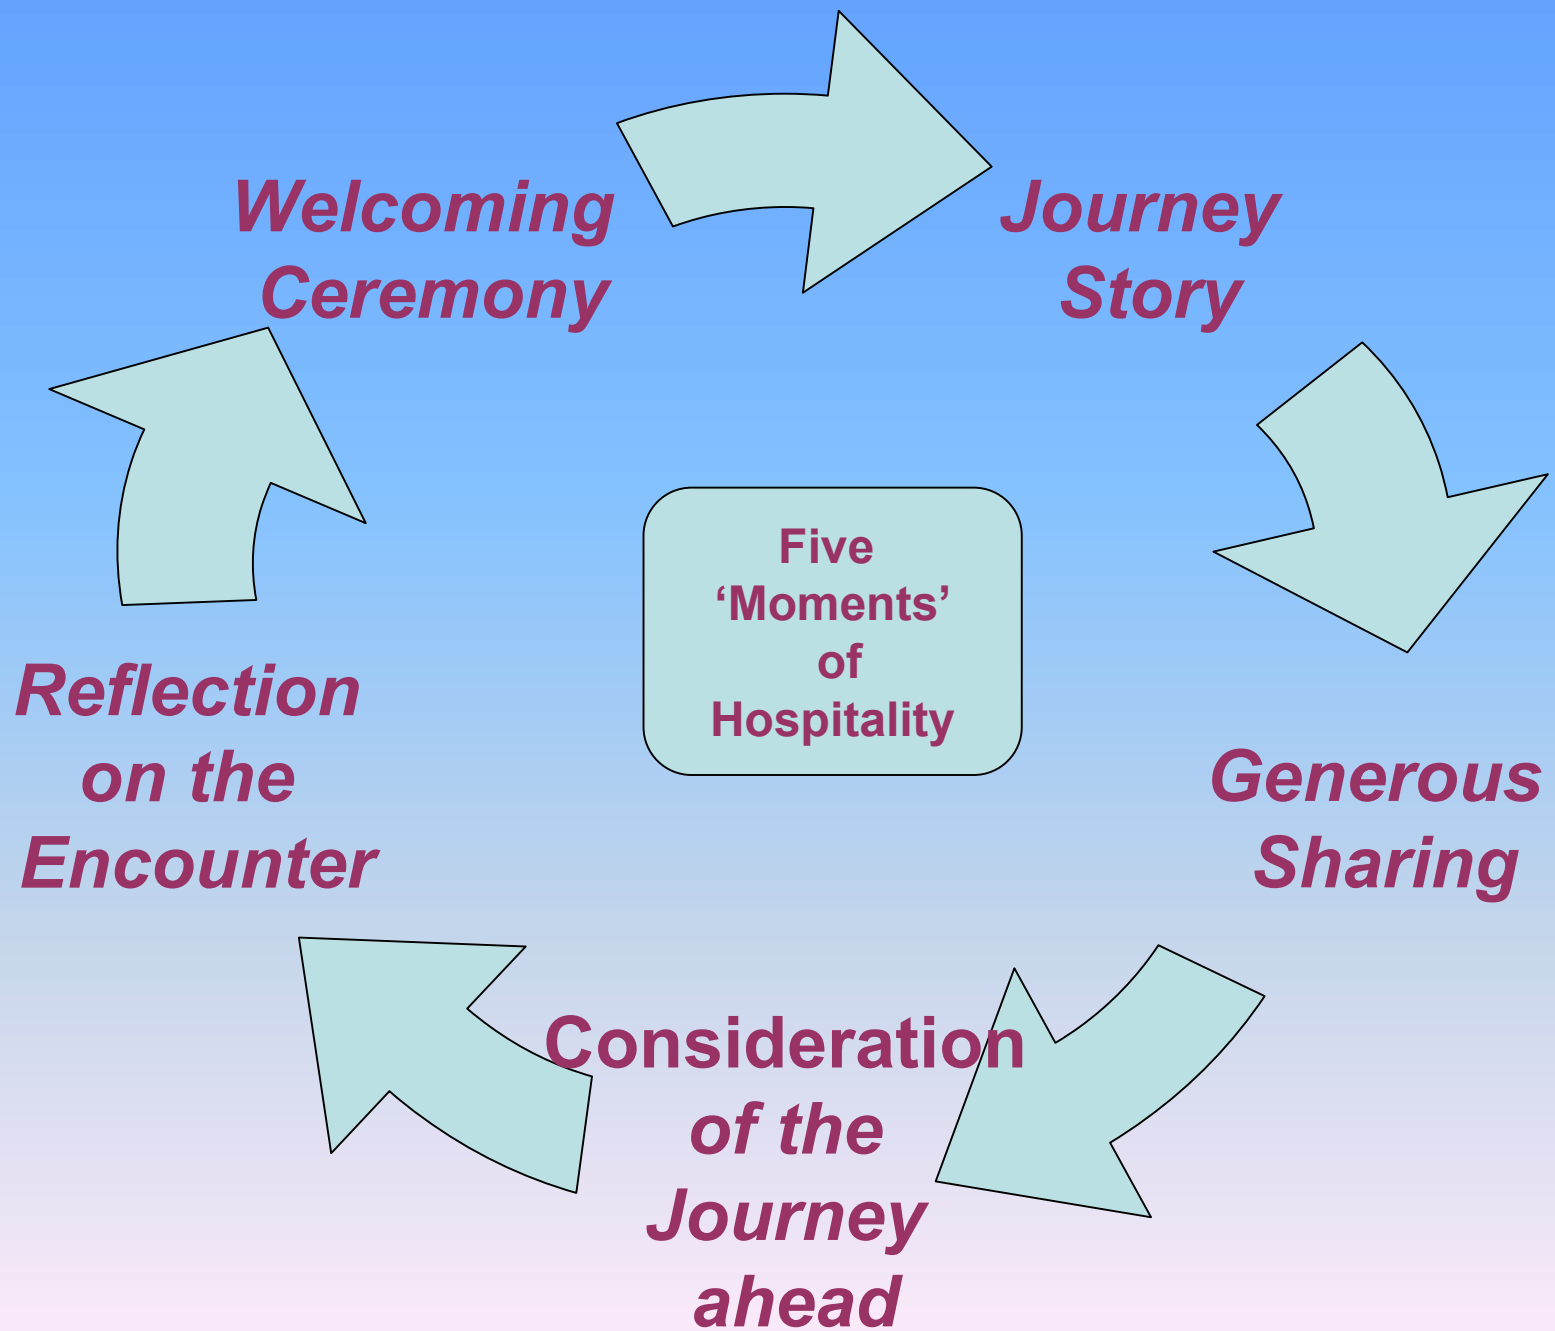 Welcoming
Ceremony
Journey
Story
Generous
Sharing
Consideration
of the
Journey
ahead
Reflection
on the
Encounter
Five
‘Moments’
of
Hospitality